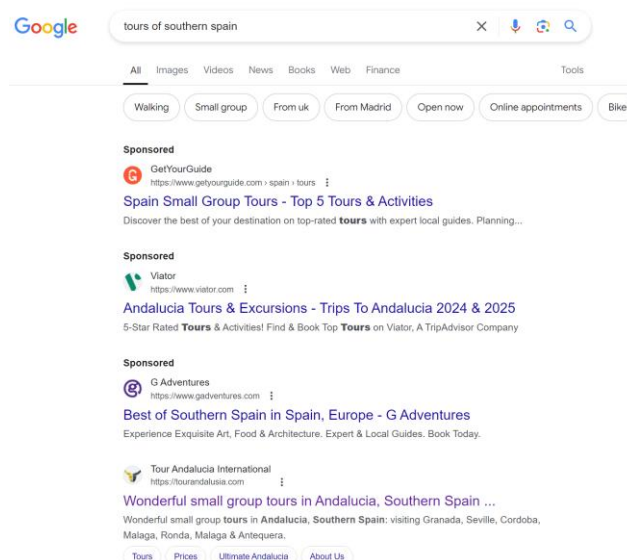 Google
tours of southern spain
All Images Videos News Books Web Finance Tools
Walking Small group From uk From Madrid Open now Online appointments Bike
Sponsored
G GetYourGuide
https://www.getyourguide.com › spain › tours
Spain Small Group Tours - Top 5 Tours & Activities
Discover the best of your destination on top-rated tours with expert local guides. Planning...
Sponsored
Viator
https://www.viator.com
Andalucia Tours & Excursions - Trips To Andalucia 2024 & 2025
5-Star Rated Tours & Activities! Find & Book Top Tours on Viator, A TripAdvisor Company
Sponsored
G Adventures
https://www.gadventures.com
Best of Southern Spain in Spain, Europe - G Adventures
Experience Exquisite Art, Food & Architecture. Expert & Local Guides. Book Today.
Tour Andalucia International
https://tourandalusia.com
Wonderful small group tours in Andalucia, Southern Spain ...
Wonderful small group tours in Andalucia, Southern Spain: visiting Granada, Seville, Cordoba,
Malaga, Ronda, Malaga & Antequera.
Tours Prices Ultimate Andalucia About Us